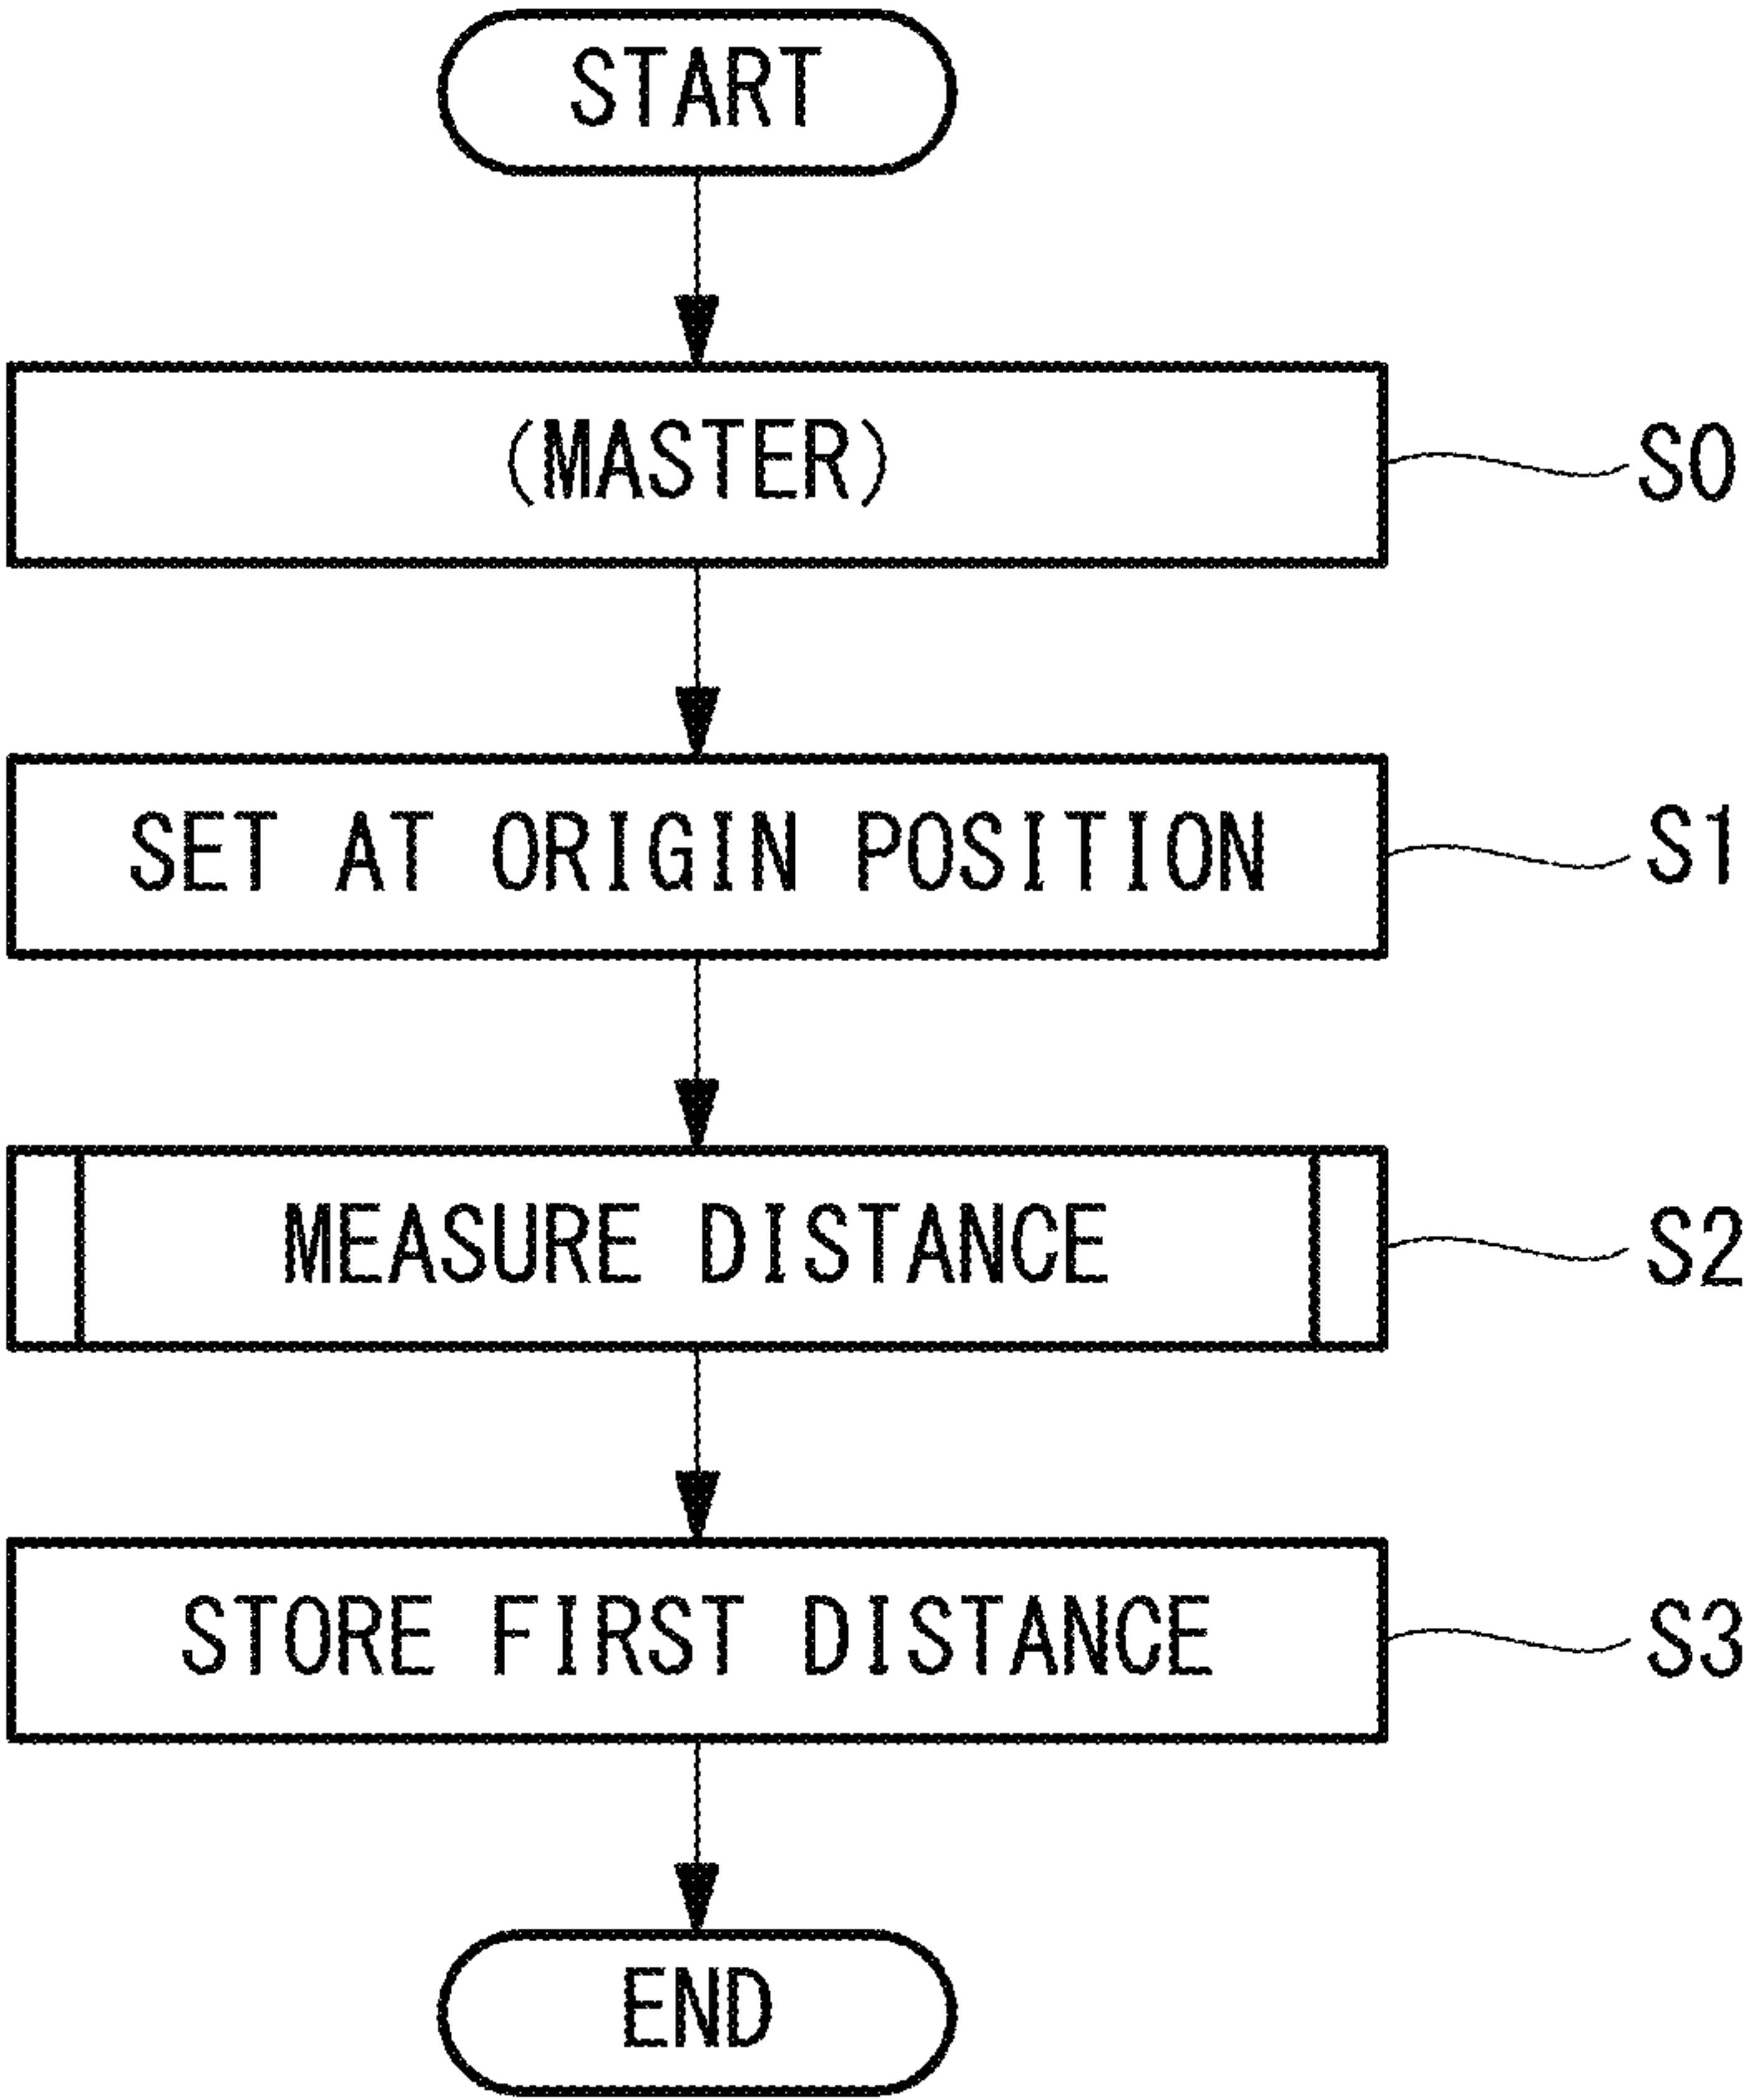 START
(MASTER)
S0
SET AT ORIGIN POSITION
S1
MEASURE DISTANCE
S2
STORE FIRST DISTANCE
S3
END